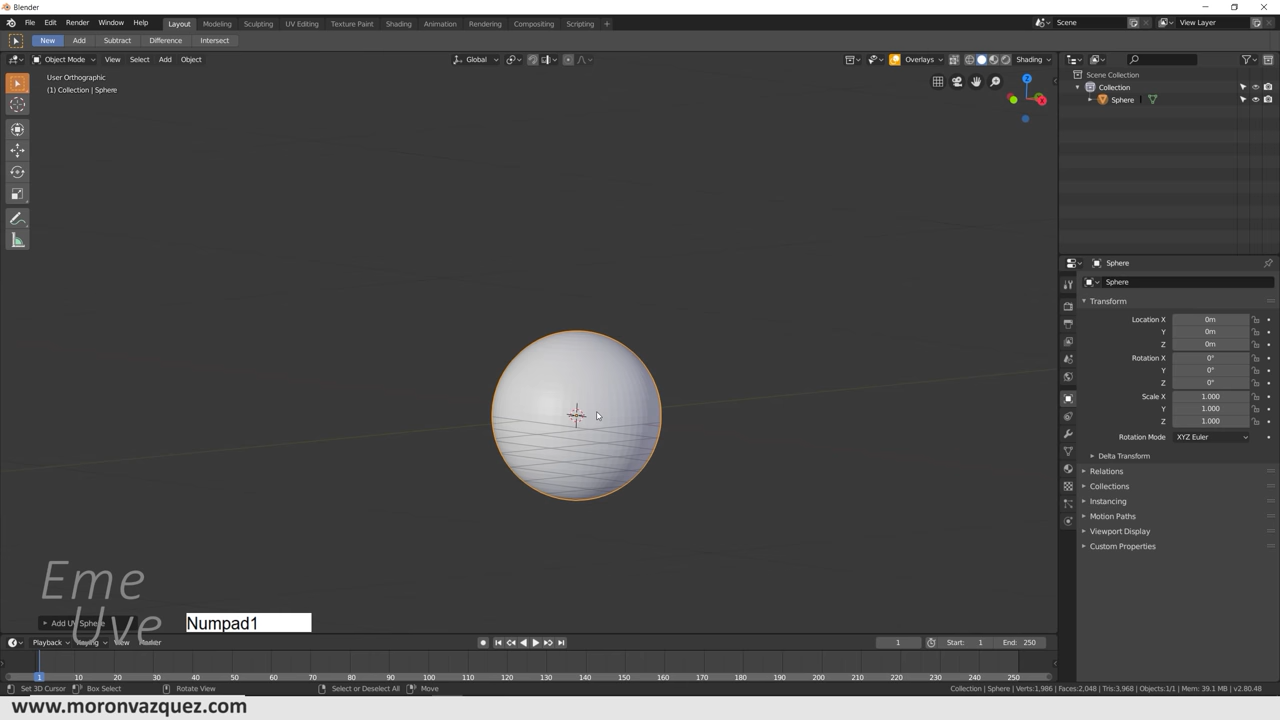 Blender
File Edit Render Window Help Layout Modeling Sculpting UV Editing Texture Paint Shading Animation Rendering Compositing Scripting + Scene View Layer
New Add Subtract Difference Intersect
Object Mode View Select Add Object Global Overlays Shading
User Orthographic
(1) Collection | Sphere
Z
X
Scene Collection
Collection
Sphere
Sphere
Sphere
Transform
Location X 0m
Y 0m
Z 0m
Rotation X 0°
Y 0°
Z 0°
Scale X 1.000
Y 1.000
Z 1.000
Rotation Mode XYZ Euler
Delta Transform
Relations
Collections
Instancing
Motion Paths
Viewport Display
Custom Properties
Eme
Uve
Add UV Sphere
Numpad1
Playback Keying View Marker 1 Start: 1 End: 250
1 10 20 30 40 50 60 70 80 90 100 110 120 130 140 150 160 170 180 190 200 210 220 230 240 250
Set 3D Cursor Box Select Rotate View Select or Deselect All Move Collection | Sphere | Verts:1,986 | Faces:2,048 | Tris:3,968 | Objects:1/1 | Mem: 39.1 MB | v2.80.48
www.moronvazquez.com